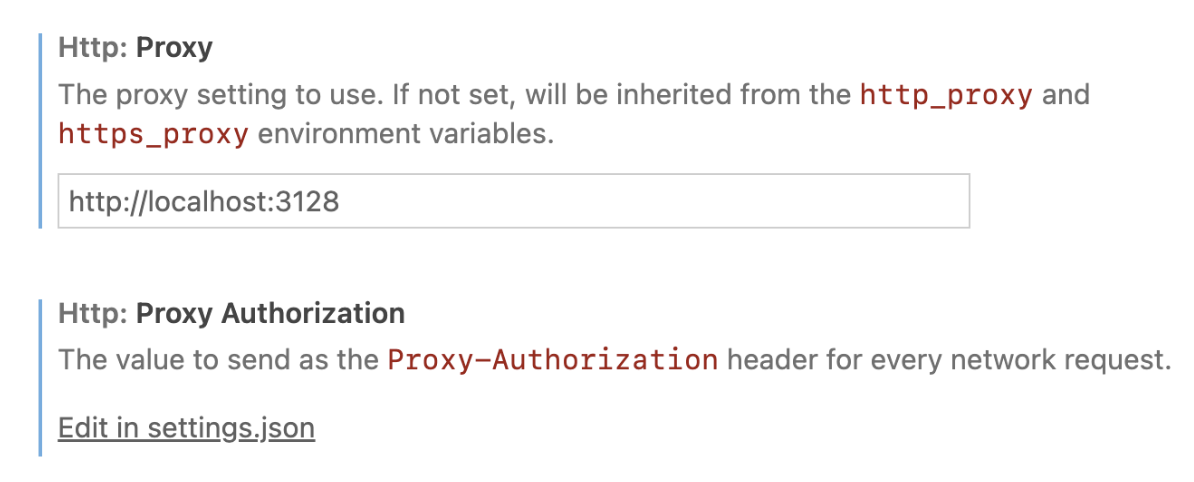 Http: Proxy
The proxy setting to use. If not set, will be inherited from the http_proxy and
https_proxy environment variables.
http://localhost:3128
Http: Proxy Authorization
The value to send as the Proxy-Authorization header for every network request.
Edit in settings.json